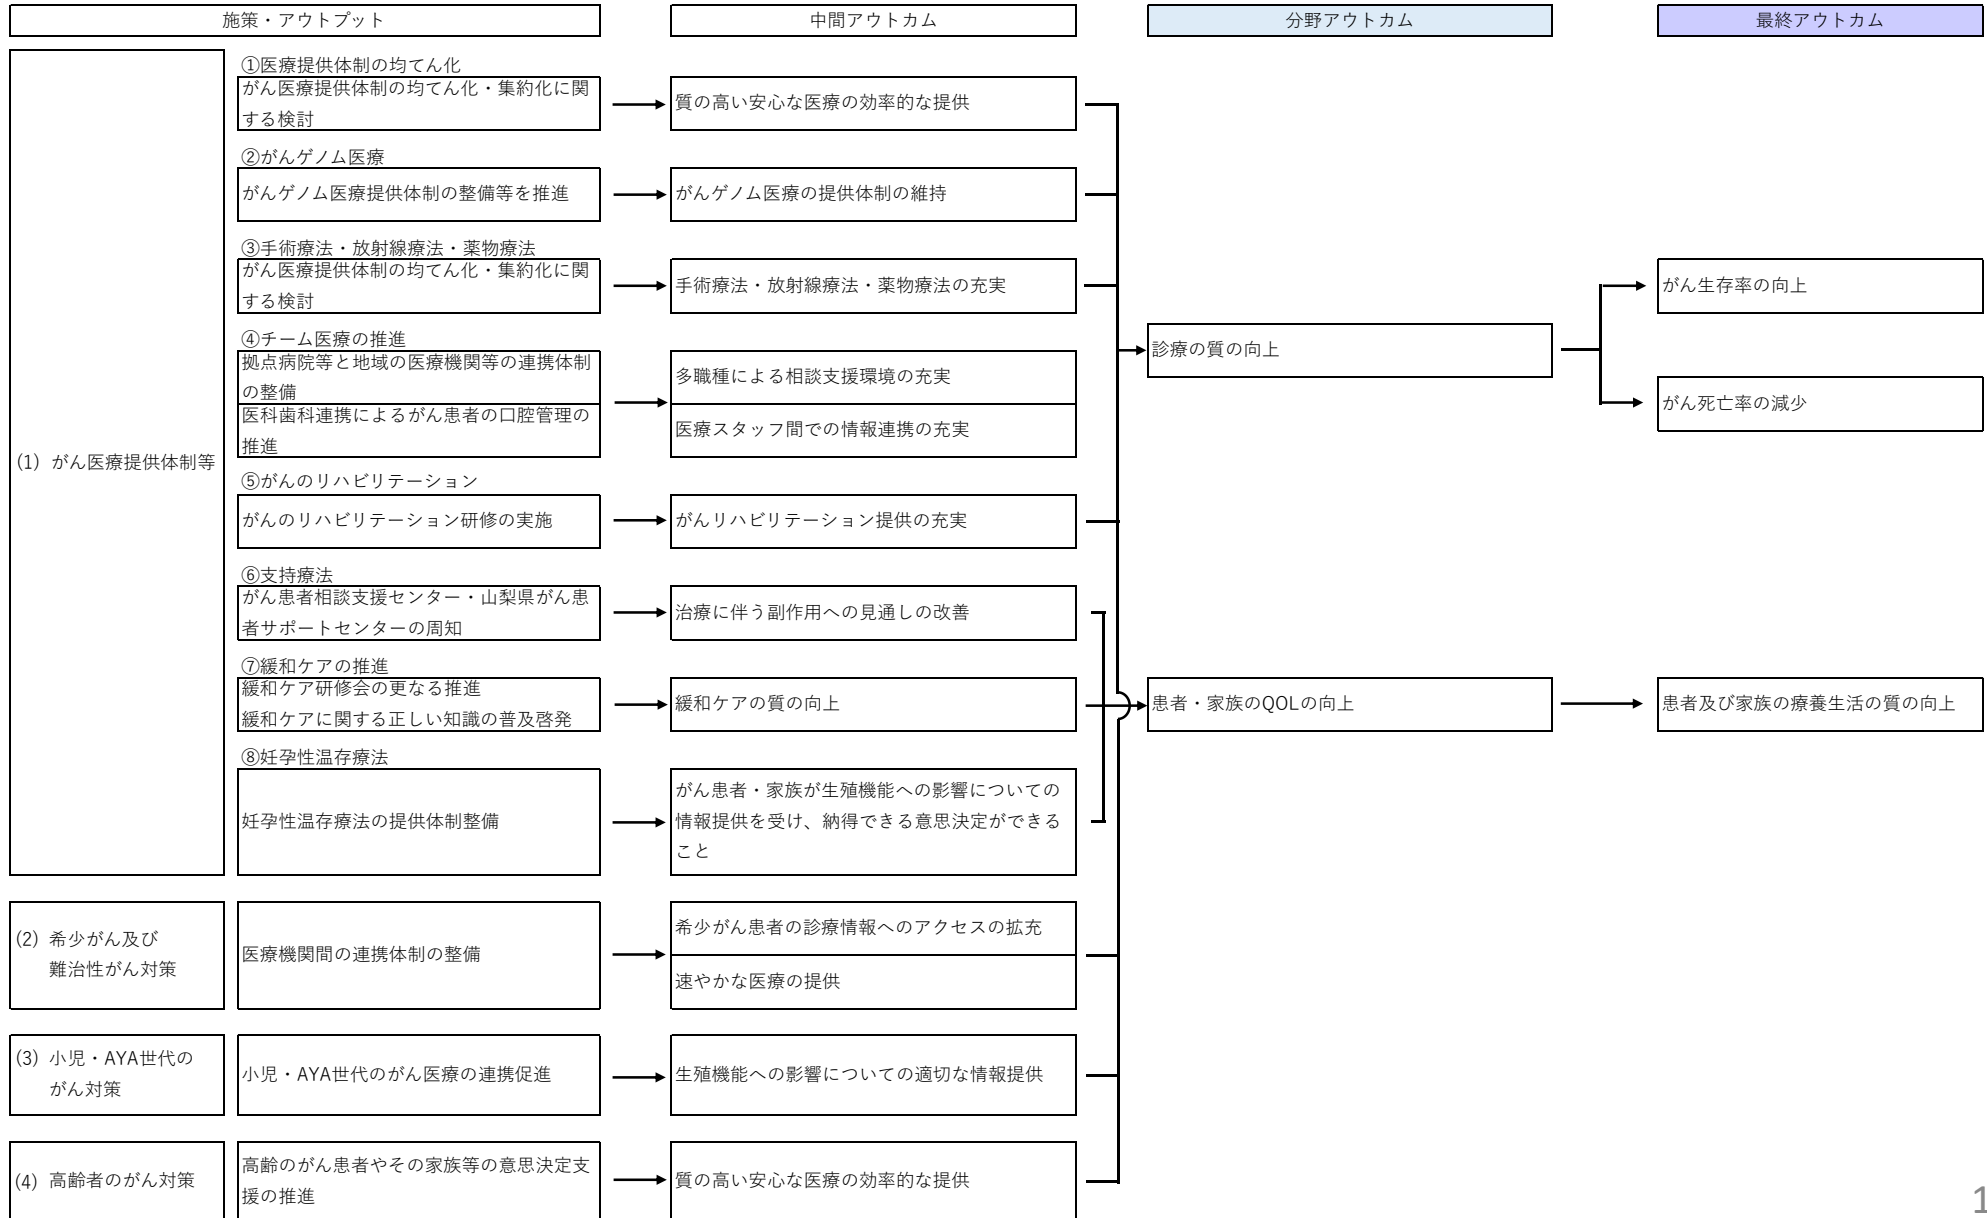 施策・アウトプット
中間アウトカム
分野アウトカム
最終アウトカム
(1) がん医療提供体制等
①医療提供体制の均てん化
がん医療提供体制の均てん化・集約化に関
する検討
質の高い安心な医療の効率的な提供
②がんゲノム医療
がんゲノム医療提供体制の整備等を推進
がんゲノム医療の提供体制の維持
③手術療法・放射線療法・薬物療法
がん医療提供体制の均てん化・集約化に関
する検討
手術療法・放射線療法・薬物療法の充実
④チーム医療の推進
拠点病院等と地域の医療機関等の連携体制
の整備
医科歯科連携によるがん患者の口腔管理の
推進
多職種による相談支援環境の充実
医療スタッフ間での情報連携の充実
⑤がんのリハビリテーション
がんのリハビリテーション研修の実施
がんリハビリテーション提供の充実
⑥支持療法
がん患者相談支援センター・山梨県がん患
者サポートセンターの周知
治療に伴う副作用への見通しの改善
⑦緩和ケアの推進
緩和ケア研修会の更なる推進
緩和ケアに関する正しい知識の普及啓発
緩和ケアの質の向上
⑧妊孕性温存療法
妊孕性温存療法の提供体制整備
がん患者・家族が生殖機能への影響についての
情報提供を受け、納得できる意思決定ができる
こと
診療の質の向上
がん生存率の向上
がん死亡率の減少
患者・家族のQOLの向上
患者及び家族の療養生活の質の向上
(2) 希少がん及び
難治性がん対策
医療機関間の連携体制の整備
希少がん患者の診療情報へのアクセスの拡充
速やかな医療の提供
(3) 小児・AYA世代の
がん対策
小児・AYA世代のがん医療の連携促進
生殖機能への影響についての適切な情報提供
(4) 高齢者のがん対策
高齢のがん患者やその家族等の意思決定支
援の推進
質の高い安心な医療の効率的な提供
1